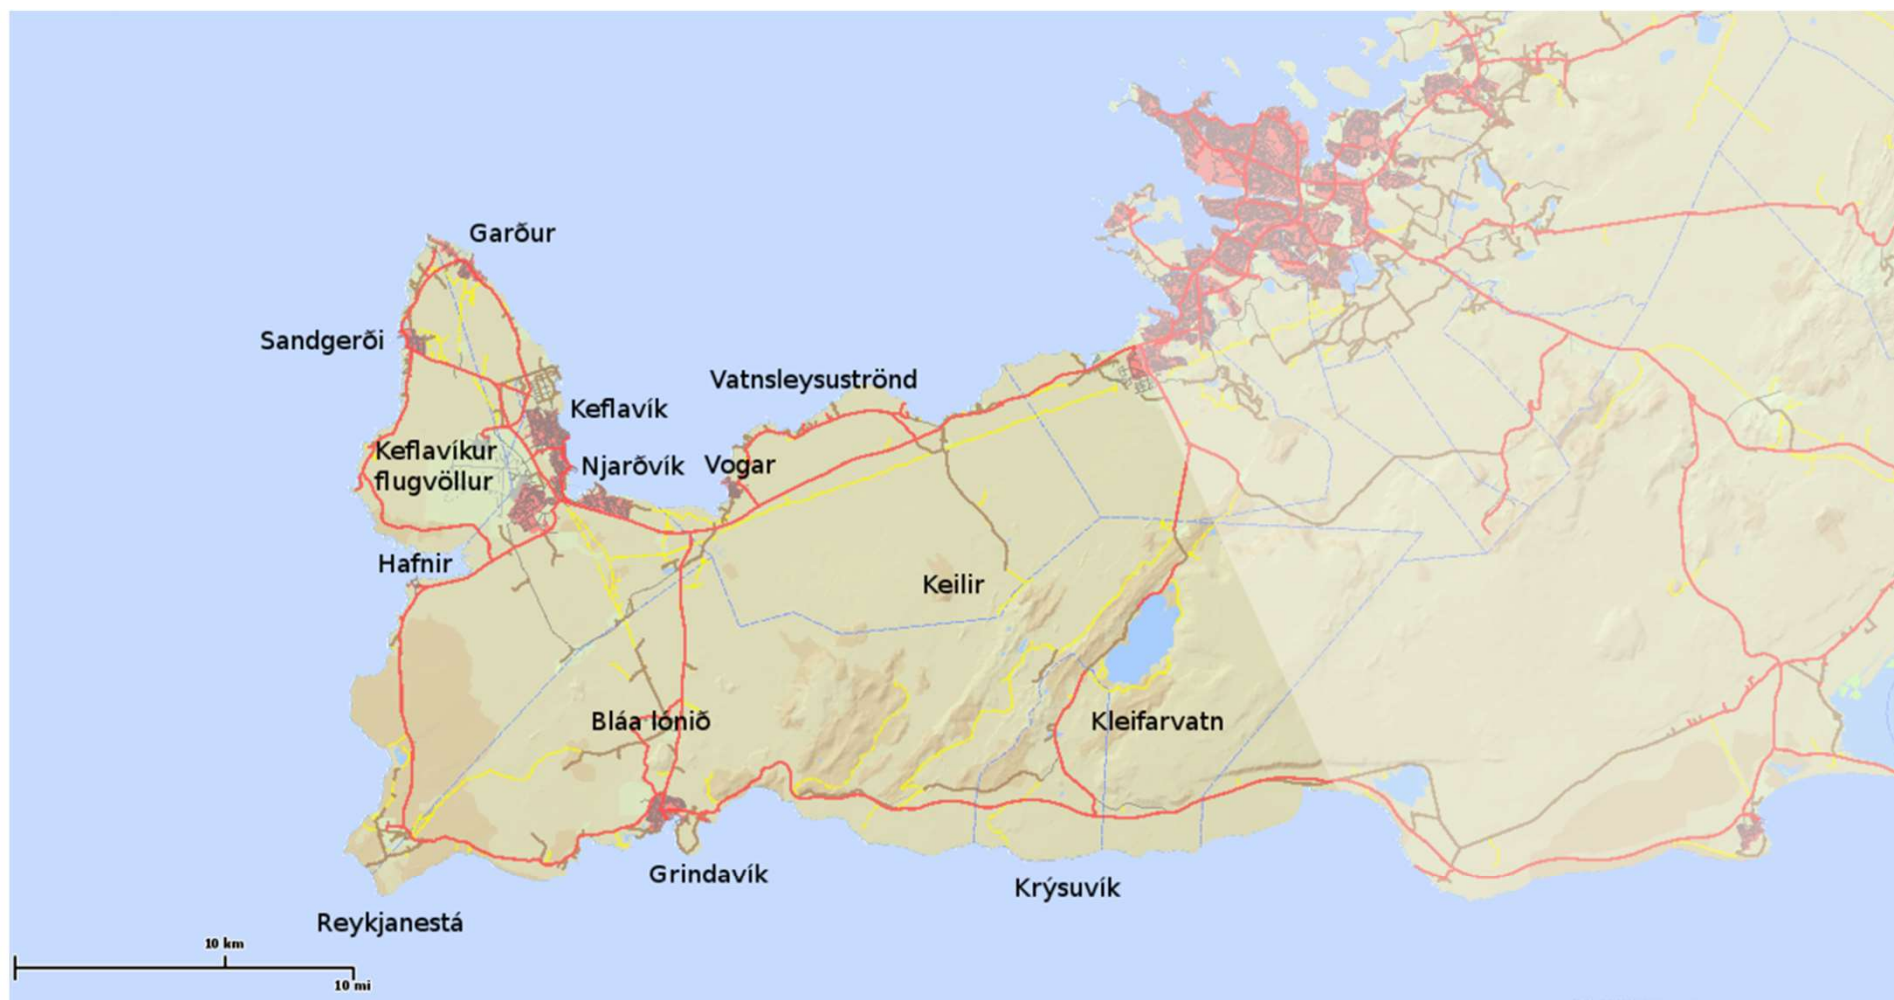 Garður
Sandgerði
Vatnsleysuströnd
Keflavík
Keflavíkur
flugvöllur
Njarðvík
Vogar
Hafnir
Keilir
Bláa lónið
Kleifarvatn
Grindavík
Krýsuvík
Reykjanestá
10 km
10 mi